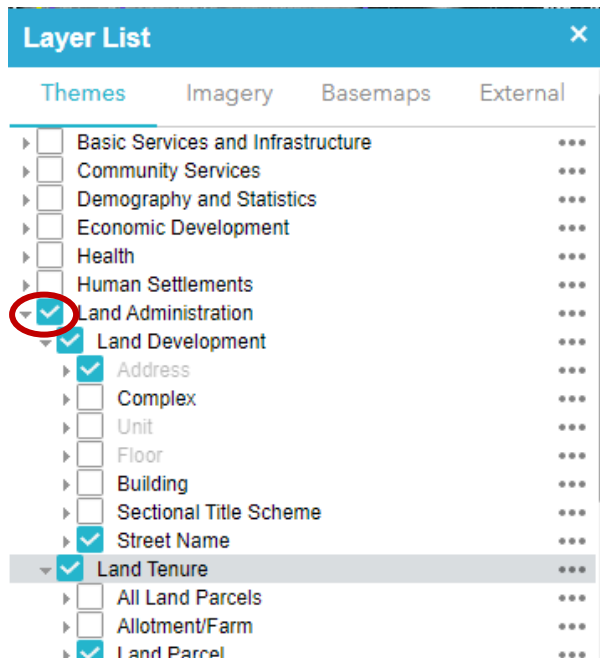 Layer List ×
Themes Imagery Basemaps External
Basic Services and Infrastructure
Community Services
Demography and Statistics
Economic Development
Health
Human Settlements
Land Administration
Land Development
Address
Complex
Unit
Floor
Building
Sectional Title Scheme
Street Name
Land Tenure
All Land Parcels
Allotment/Farm
Land Parcel